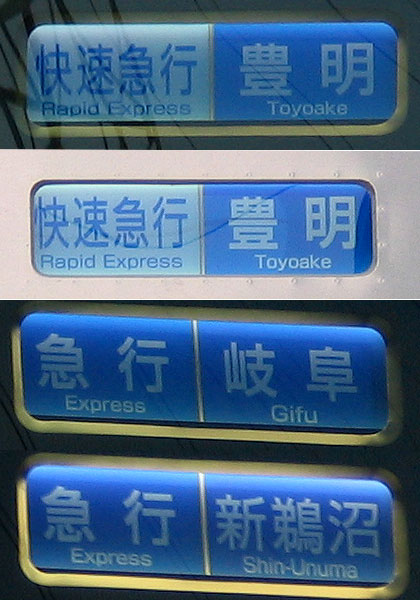 快速急行 豊明
Rapid Express Toyoake
快速急行 豊明
Rapid Express Toyoake
急行 岐阜
Express Gifu
急行 新鵜沼
Express Shin-Unuma